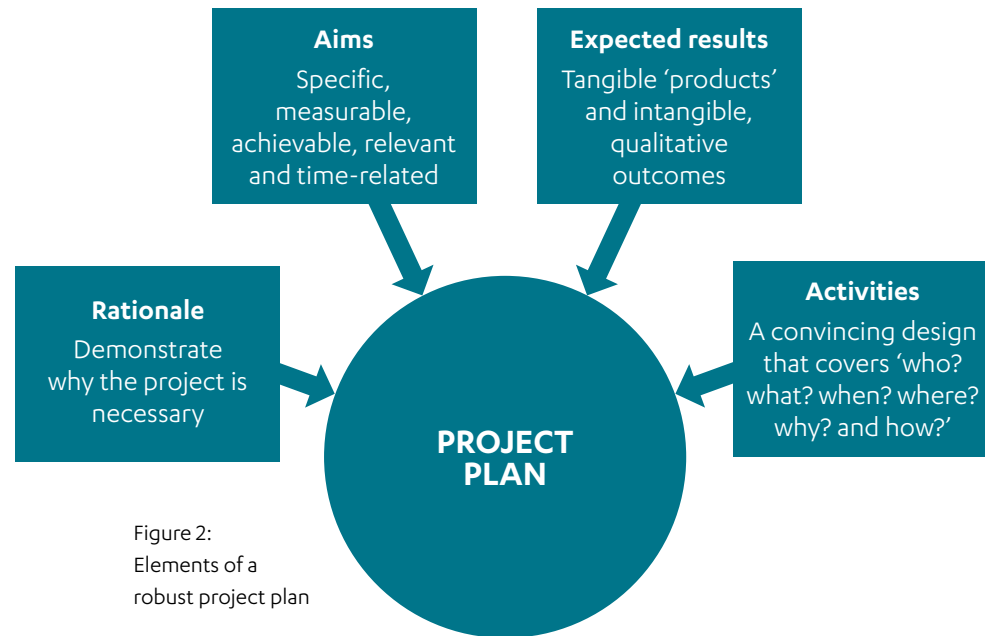 Aims
Specific,
measurable,
achievable, relevant
and time-related
Expected results
Tangible ‘products’
and intangible,
qualitative
outcomes
Rationale
Demonstrate
why the project is
necessary
Activities
A convincing design
that covers ‘who?
what? when? where?
why? and how?’
PROJECT
PLAN
Figure 2:
Elements of a
robust project plan